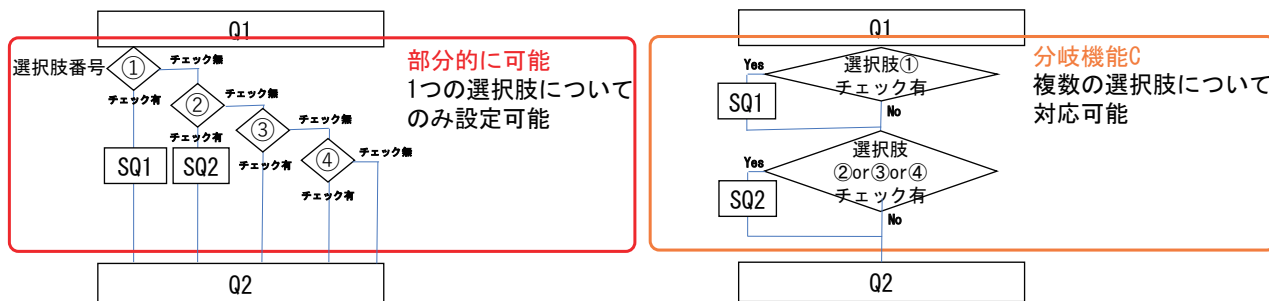 Q1
選択肢番号
①
チェック無
チェック有
②
チェック無
チェック有
③
チェック無
チェック有
④
チェック無
チェック有
SQ1
SQ2
部分的に可能
1つの選択肢について
のみ設定可能
Q2
Q1
選択肢①
チェック有
Yes
No
SQ1
選択肢
②or③or④
チェック有
Yes
No
SQ2
分岐機能C
複数の選択肢について
対応可能
Q2